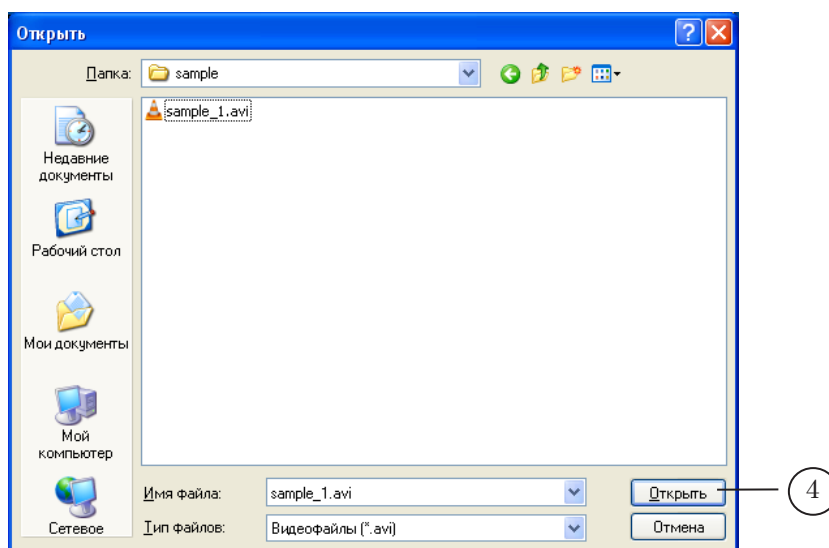 Открыть
Папка: sample
sample_1.avi
Недавние
документы
Рабочий стол
Мои документы
Мой
компьютер
Сетевое
Имя файла: sample_1.avi Открыть
4
Тип файлов: Видеофайлы (*.avi) Отмена